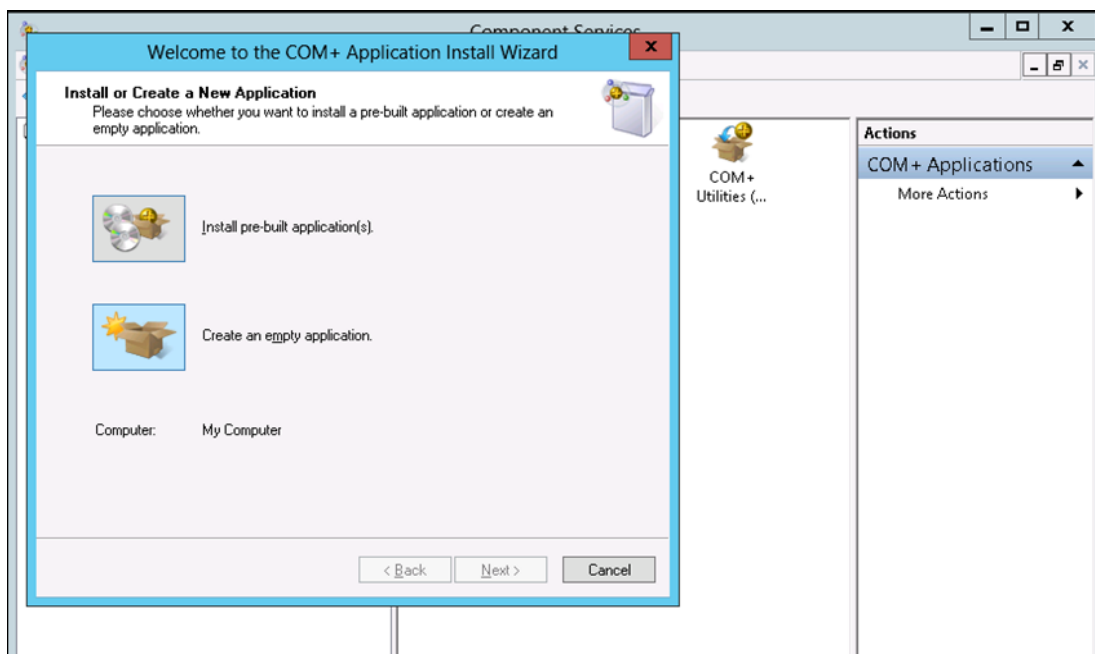 Component Services
Welcome to the COM+ Application Install Wizard
Install or Create a New Application
Please choose whether you want to install a pre-built application or create an
empty application.
Install pre-built application(s).
Create an empty application.
Computer: My Computer
< Back
Next >
Cancel
COM+
Utilities (...
Actions
COM+ Applications
More Actions